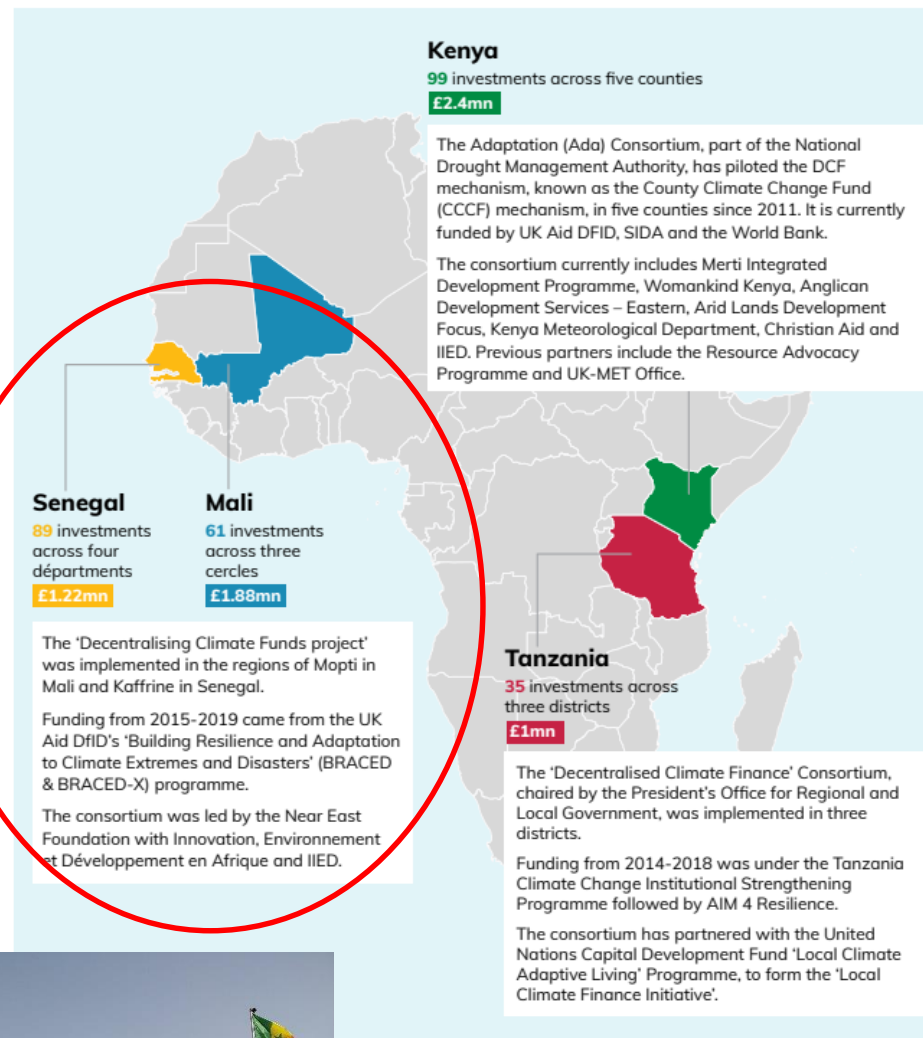 Kenya
99 investments across five counties
£2.4mn
The Adaptation (Ada) Consortium, part of the National
Drought Management Authority, has piloted the DCF
mechanism, known as the County Climate Change Fund
(CCCF) mechanism, in five counties since 2011. It is currently
funded by UK Aid DFID, SIDA and the World Bank.
The consortium currently includes Merti Integrated
Development Programme, Womankind Kenya, Anglican
Development Services – Eastern, Arid Lands Development
Focus, Kenya Meteorological Department, Christian Aid and
IIED. Previous partners include the Resource Advocacy
Programme and UK-MET Office.
Senegal
89 investments
across four
départments
£1.22mn
Mali
61 investments
across three
cercles
£1.88mn
The ‘Decentralising Climate Funds project’
was implemented in the regions of Mopti in
Mali and Kaffrine in Senegal.
Funding from 2015-2019 came from the UK
Aid DfID’s ‘Building Resilience and Adaptation
to Climate Extremes and Disasters’ (BRACED
& BRACED-X) programme.
The consortium was led by the Near East
Foundation with Innovation, Environnement
et Développement en Afrique and IIED.
Tanzania
35 investments across
three districts
£1mn
The ‘Decentralised Climate Finance’ Consortium,
chaired by the President’s Office for Regional and
Local Government, was implemented in three
districts.
Funding from 2014-2018 was under the Tanzania
Climate Change Institutional Strengthening
Programme followed by AIM 4 Resilience.
The consortium has partnered with the United
Nations Capital Development Fund ‘Local Climate
Adaptive Living’ Programme, to form the ‘Local
Climate Finance Initiative’.